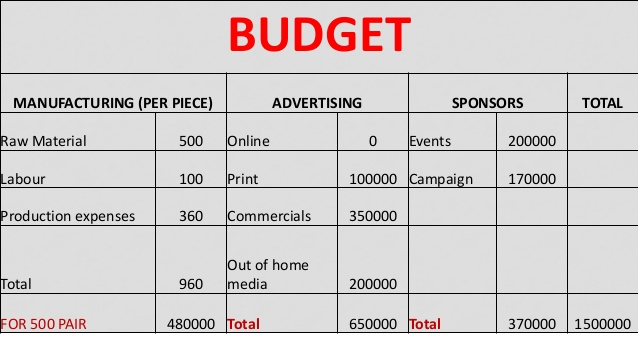 BUDGET
MANUFACTURING (PER PIECE) ADVERTISING SPONSORS TOTAL
Raw Material 500 Online 0 Events 200000
Labour 100 Print 100000 Campaign 170000
Production expenses 360 Commercials 350000
Out of home
Total 960 media 200000
FOR 500 PAIR 480000 Total 650000 Total 370000 1500000